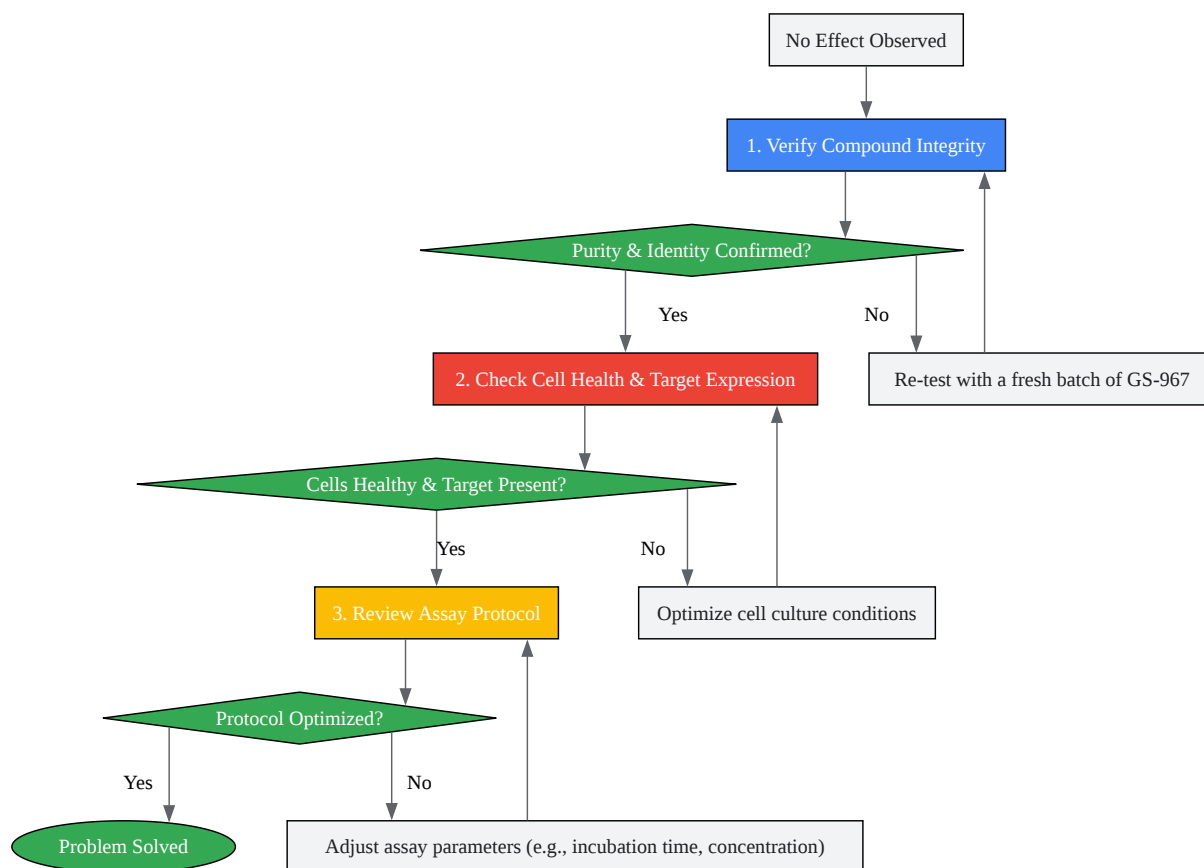 No Effect Observed
1. Verify Compound Integrity
Purity & Identity Confirmed?
Yes
No
2. Check Cell Health & Target Expression
Re-test with a fresh batch of GS-967
Cells Healthy & Target Present?
Yes
No
3. Review Assay Protocol
Optimize cell culture conditions
Protocol Optimized?
Yes
No
Problem Solved
Adjust assay parameters (e.g., incubation time, concentration)